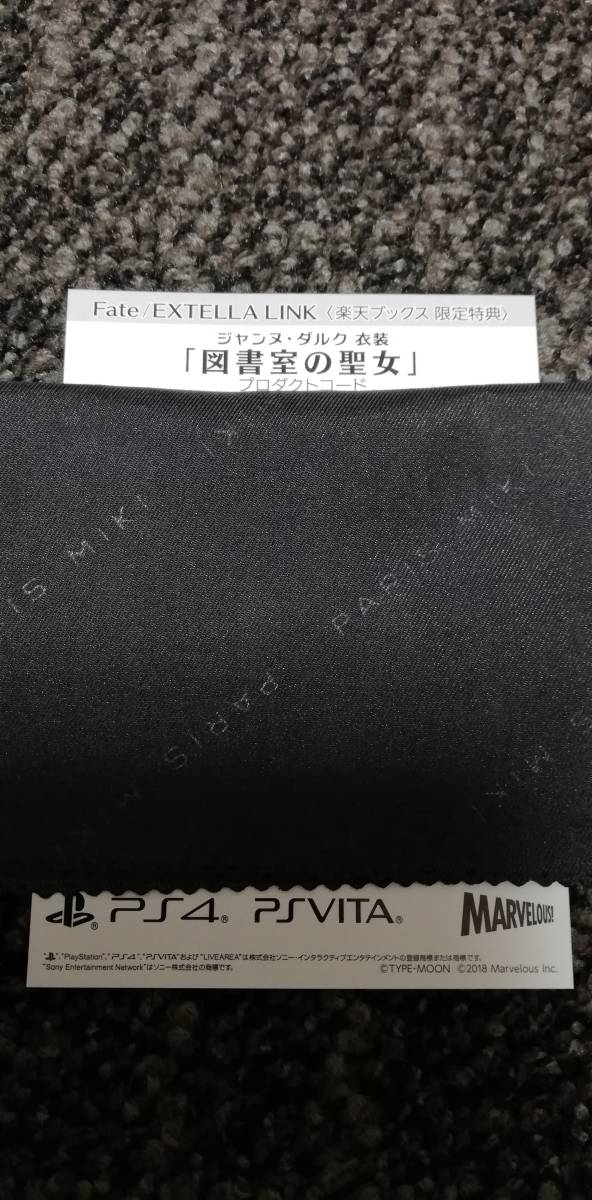 Fate/EXTELLA LINK〈楽天ブックス 限定特典〉
ジャンヌ・ダルク 衣装
「図書室の聖女」
プロダクトコード
IKI
IS MIKI
PARIS MIKI
PARIS M
S MIKI
PS4® PSVITA® MARVELOUS!
"PlayStation", "PS4", "PSVITA"および "LIVEAREA"は株式会社ソニー・インタラクティブエンタテインメントの登録商標または商標です。
"Sony Entertainment Network"はソニー株式会社の商標です。
©TYPE-MOON ©2018 Marvelous Inc.